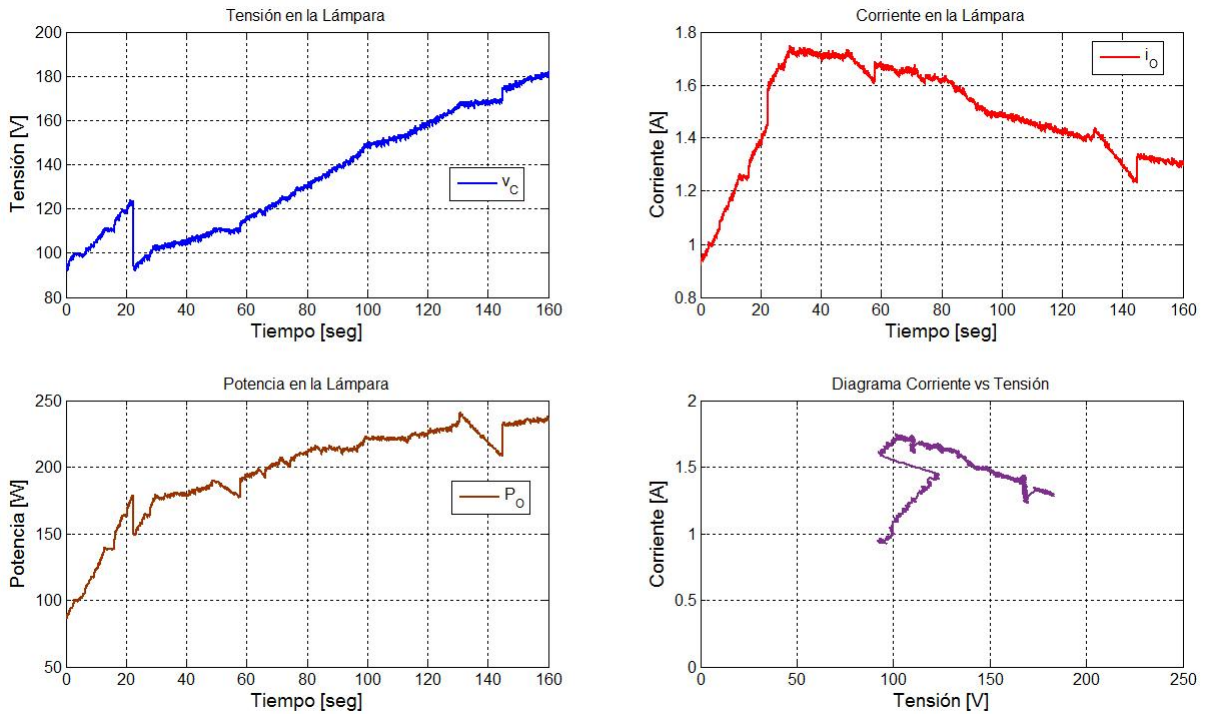 Tensión en la Lámpara
200
180
160
140
120
100
80
Tensión [V]
v_C
0 20 40 60 80 100 120 140 160
Tiempo [seg]
Corriente en la Lámpara
1.8
1.6
1.4
1.2
1
0.8
Corriente [A]
i_O
0 20 40 60 80 100 120 140 160
Tiempo [seg]
Potencia en la Lámpara
250
200
150
100
50
Potencia [W]
P_O
0 20 40 60 80 100 120 140 160
Tiempo [seg]
Diagrama Corriente vs Tensión
2
1.5
1
0.5
0
Corriente [A]
0 50 100 150 200 250
Tensión [V]